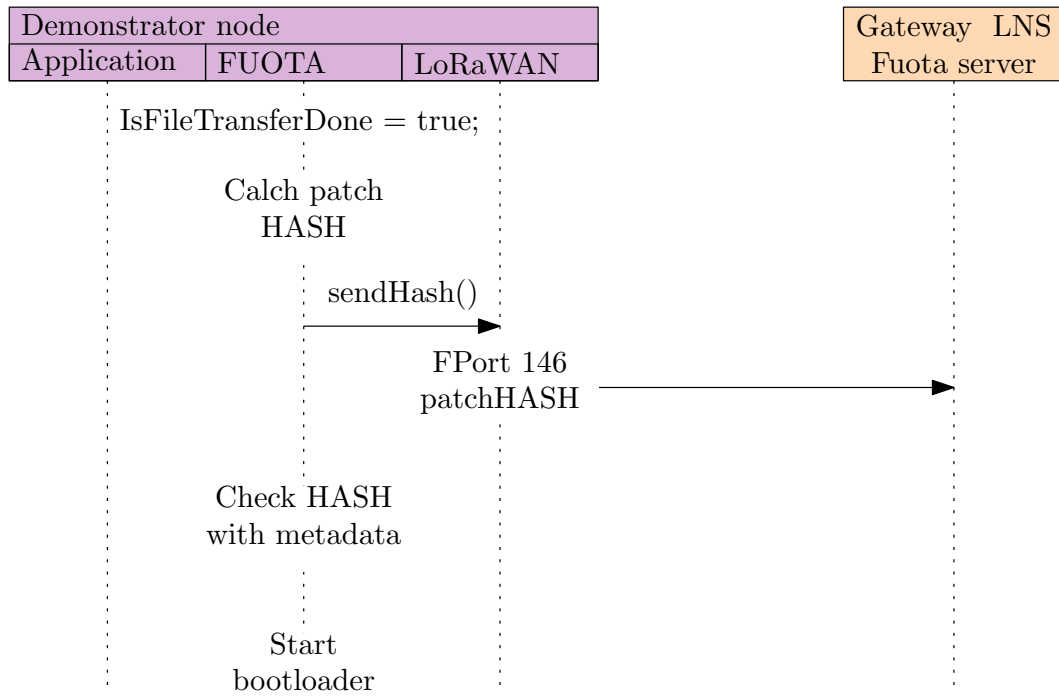 Demonstrator node
Application FUOTA LoRaWAN
Gateway LNS
Fuota server
IsFileTransferDone = true;
Calch patch
HASH
sendHash()
FPort 146
patchHASH
Check HASH
with metadata
Start
bootloader